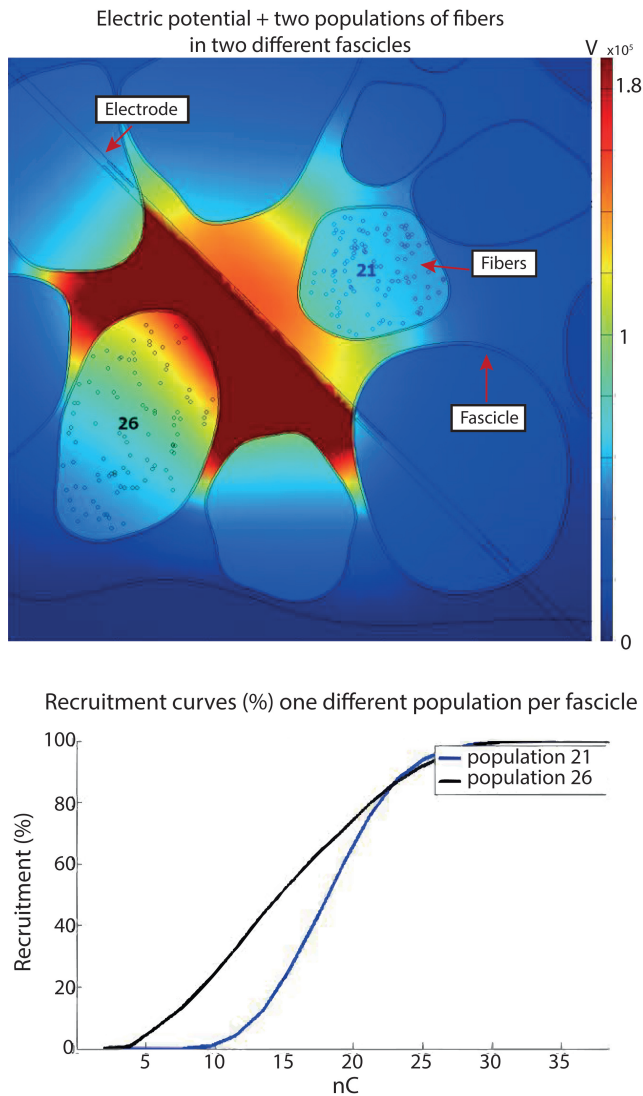 Electric potential + two populations of fibers
in two different fascicles
V x10⁵
1.8
Electrode
21
Fibers
1
26
Fascicle
0
Recruitment curves (%) one different population per fascicle
100
population 21
population 26
80
60
40
20
0
Recruitment (%)
5 10 15 20 25 30 35
nC